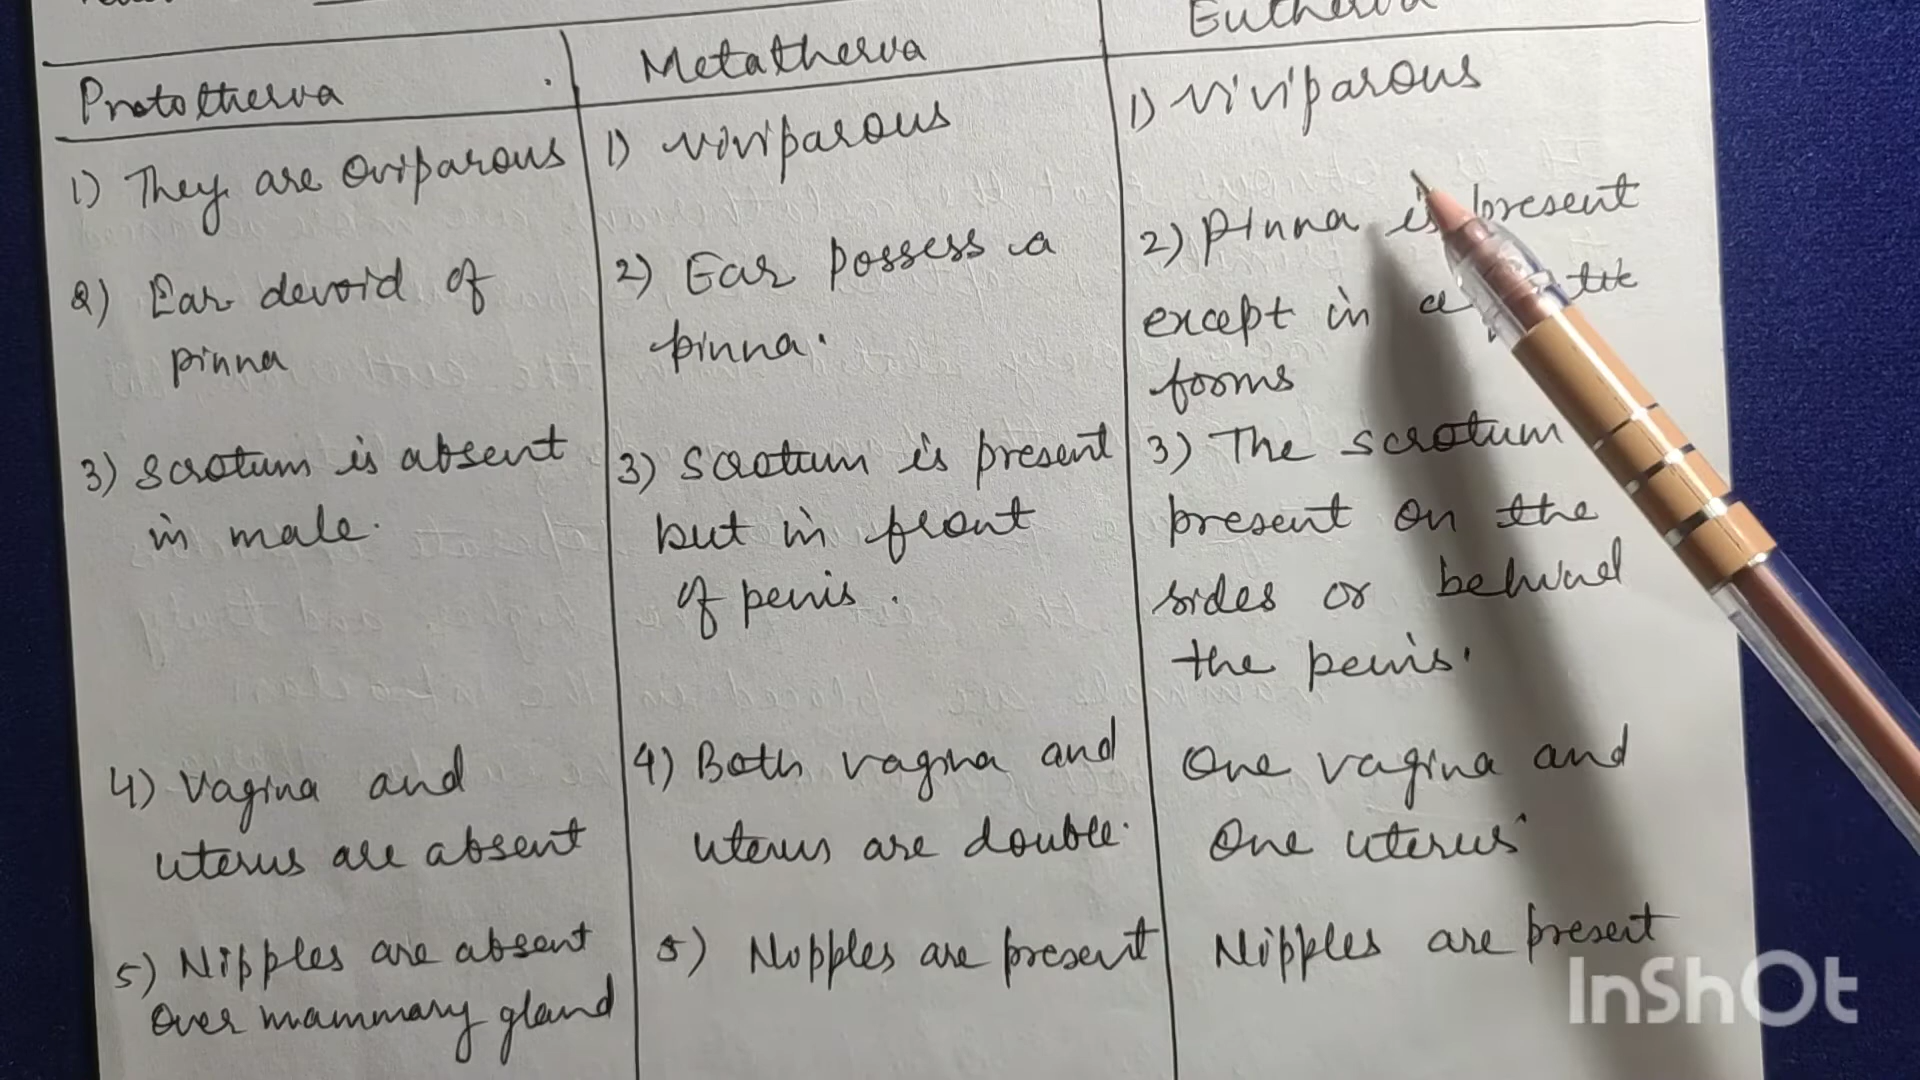 Prototheria
Metatheria
Eutheria
1) They are Oviparous
2) Ear devoid of
pinna
3) Scrotum is absent
in male.
4) Vagina and
uterus are absent
5) Nipples are absent
over mammary gland
1) viviparous
2) Ear possess a
pinna.
3) Scrotum is present
but in front
of penis.
4) Both vagina and
uterus are double.
5) Nopples are present
1) viviparous
2) Pinna is present
except in
forms
3) The scrotum
present on the
sides or behind
the penis.
One vagina and
One uterus
Nipples are present
InShOt